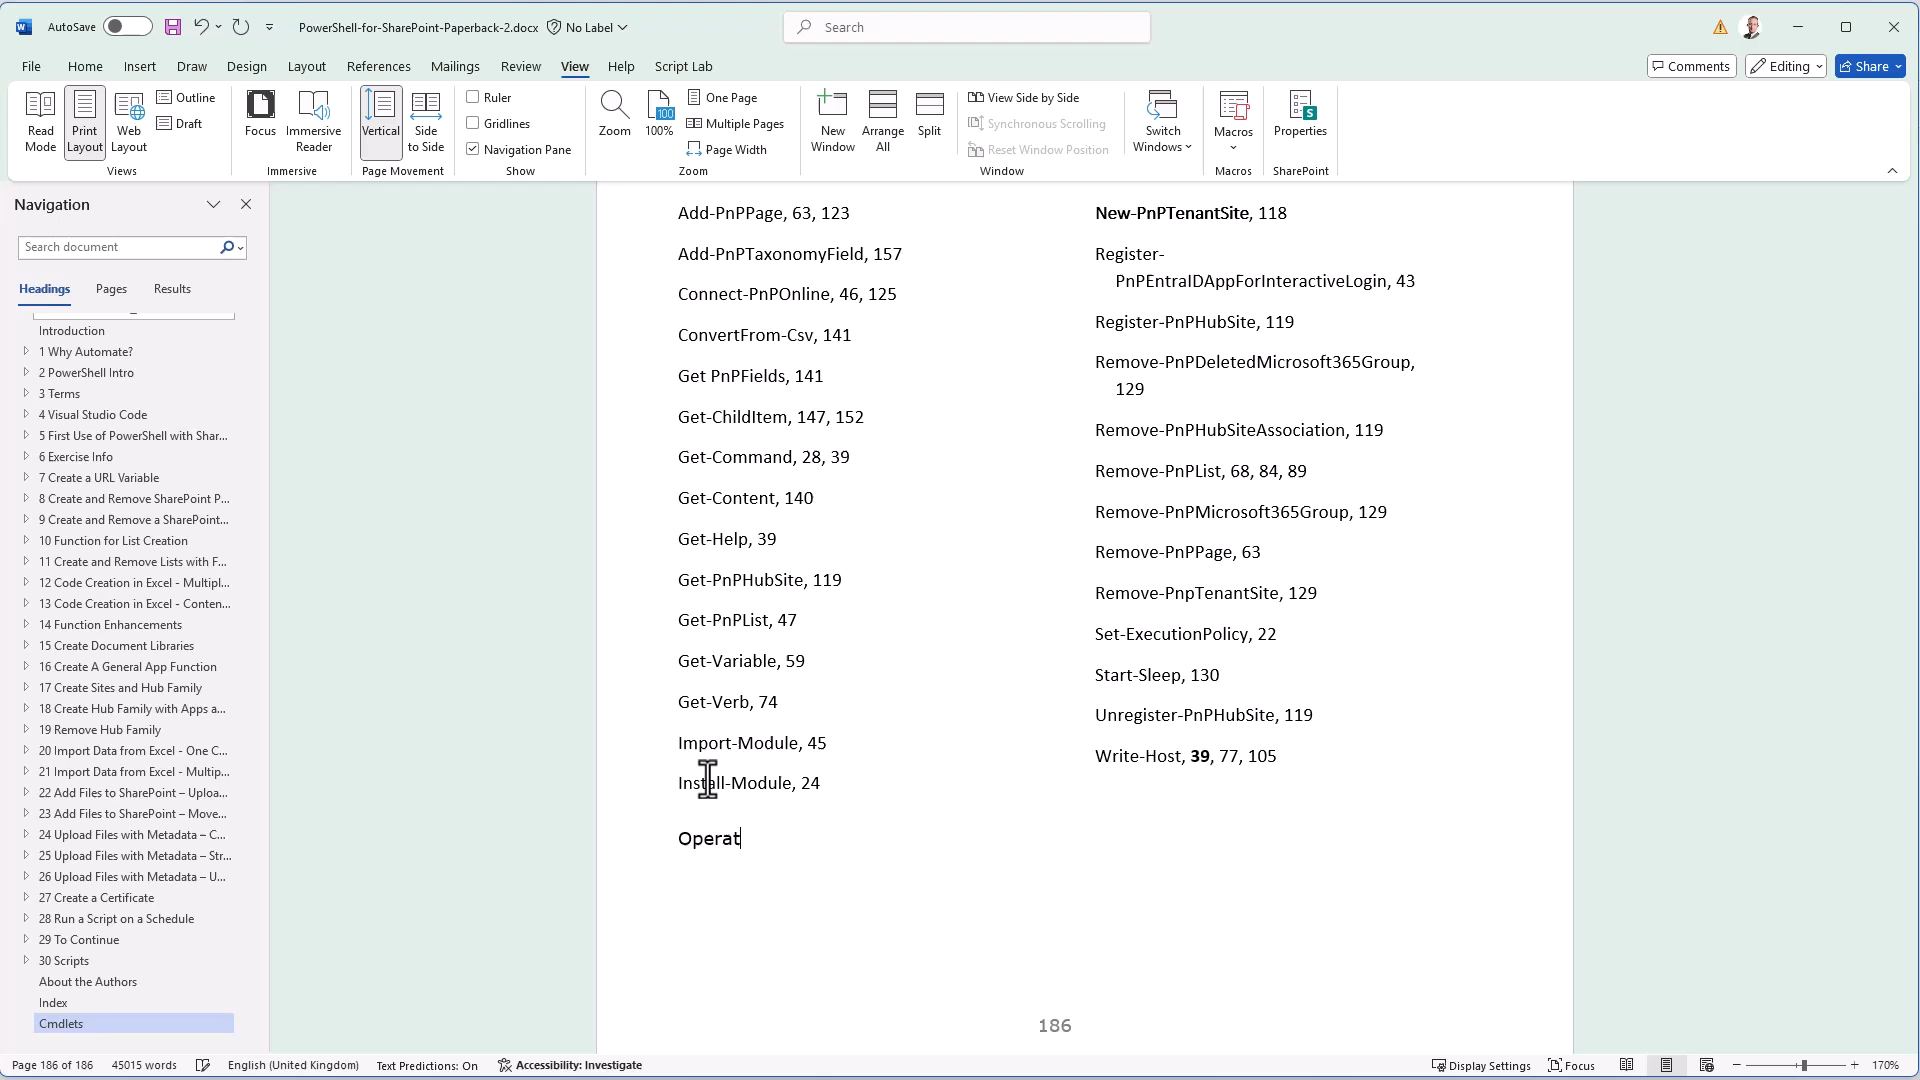 AutoSave
PowerShell-for-SharePoint-Paperback-2.docx
No Label
Search
File
Home
Insert
Draw
Design
Layout
References
Mailings
Review
View
Help
Script Lab
Comments
Editing
Share
Read Mode
Print Layout
Web Layout
Outline
Draft
Views
Focus
Immersive Reader
Immersive
Vertical
Side to Side
Page Movement
Ruler
Gridlines
Navigation Pane
Show
Zoom
100
100%
One Page
Multiple Pages
Page Width
Zoom
New Window
Arrange All
Split
View Side by Side
Synchronous Scrolling
Reset Window Position
Window
Switch Windows
Macros
Macros
Properties
SharePoint
Navigation
Search document
Headings
Pages
Results
Introduction
1 Why Automate?
2 PowerShell Intro
3 Terms
4 Visual Studio Code
5 First Use of PowerShell with Shar...
6 Exercise Info
7 Create a URL Variable
8 Create and Remove SharePoint P...
9 Create and Remove a SharePoint...
10 Function for List Creation
11 Create and Remove Lists with F...
12 Code Creation in Excel - Multipl...
13 Code Creation in Excel - Conten...
14 Function Enhancements
15 Create Document Libraries
16 Create A General App Function
17 Create Sites and Hub Family
18 Create Hub Family with Apps a...
19 Remove Hub Family
20 Import Data from Excel - One C...
21 Import Data from Excel - Multip...
22 Add Files to SharePoint – Uploa...
23 Add Files to SharePoint – Move...
24 Upload Files with Metadata – C...
25 Upload Files with Metadata – Str...
26 Upload Files with Metadata – U...
27 Create a Certificate
28 Run a Script on a Schedule
29 To Continue
30 Scripts
About the Authors
Index
Cmdlets
Add-PnPPage, 63, 123
Add-PnPTaxonomyField, 157
Connect-PnPOnline, 46, 125
ConvertFrom-Csv, 141
Get PnPFields, 141
Get-ChildItem, 147, 152
Get-Command, 28, 39
Get-Content, 140
Get-Help, 39
Get-PnPHubSite, 119
Get-PnPList, 47
Get-Variable, 59
Get-Verb, 74
Import-Module, 45
Install-Module, 24
Operat
New-PnPTenantSite, 118
Register-
PnPEntraIDAppForInteractiveLogin, 43
Register-PnPHubSite, 119
Remove-PnPDeletedMicrosoft365Group,
129
Remove-PnPHubSiteAssociation, 119
Remove-PnPList, 68, 84, 89
Remove-PnPMicrosoft365Group, 129
Remove-PnPPage, 63
Remove-PnpTenantSite, 129
Set-ExecutionPolicy, 22
Start-Sleep, 130
Unregister-PnPHubSite, 119
Write-Host, 39, 77, 105
186
Page 186 of 186
45015 words
English (United Kingdom)
Text Predictions: On
Accessibility: Investigate
Display Settings
Focus
170%